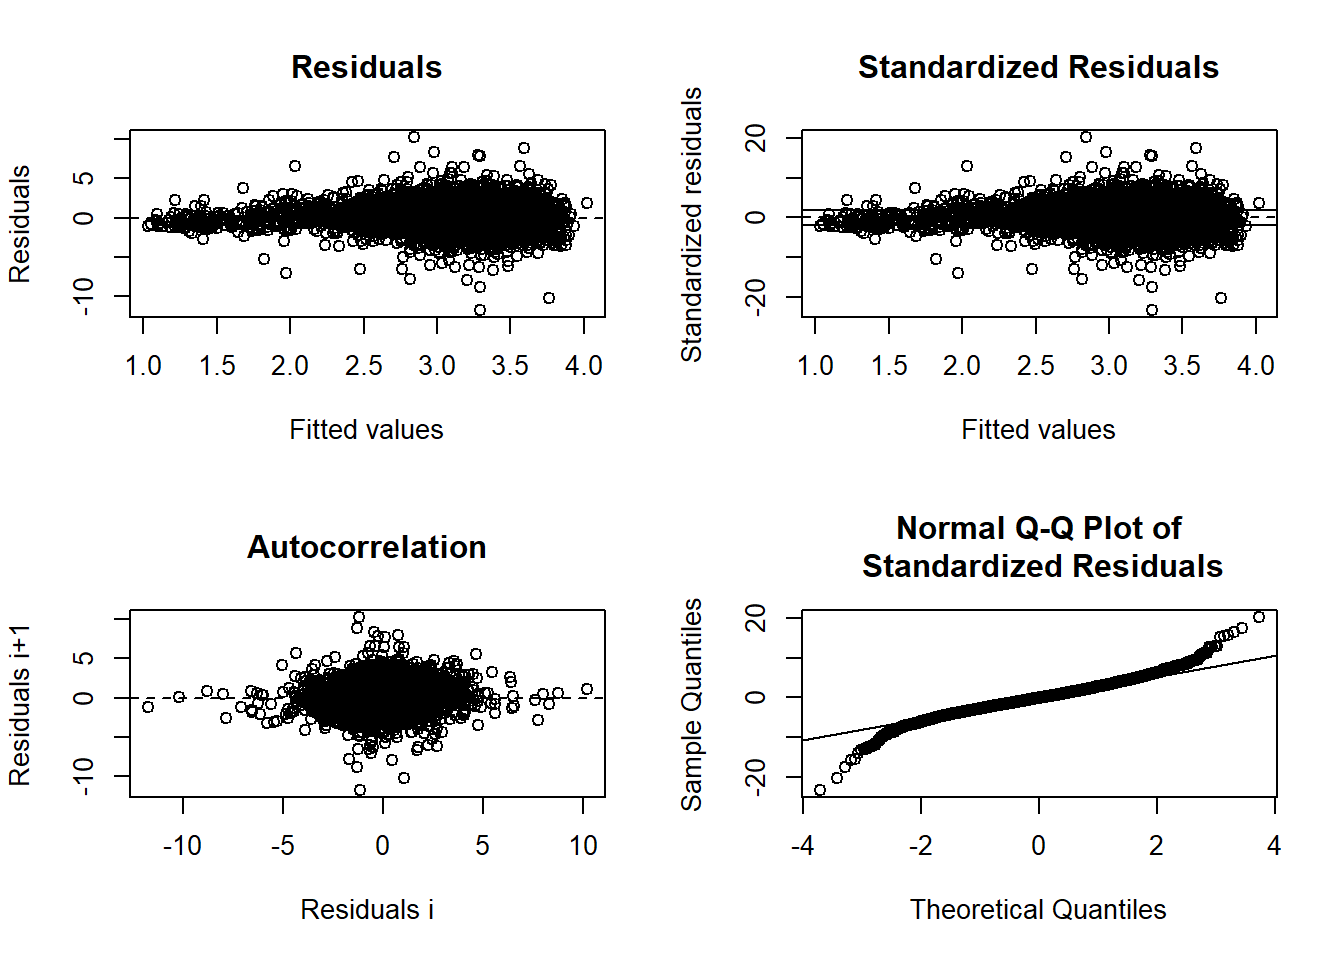 Residuals
Residuals
5
0
-10
1.0 1.5 2.0 2.5 3.0 3.5 4.0
Fitted values
Standardized Residuals
Standardized residuals
20
0
-20
1.0 1.5 2.0 2.5 3.0 3.5 4.0
Fitted values
Autocorrelation
Residuals i+1
5
0
-10
-10 -5 0 5 10
Residuals i
Normal Q-Q Plot of
Standardized Residuals
Sample Quantiles
20
0
-20
-4 -2 0 2 4
Theoretical Quantiles